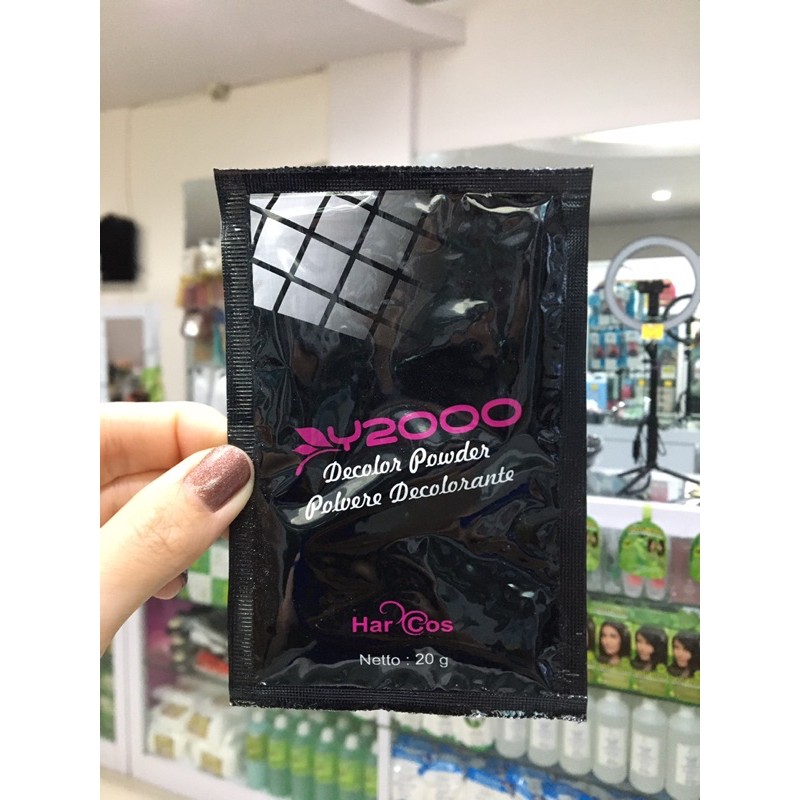 Y2000
Decolor Powder
Polvere Decolorante
Har Cos
Netto : 20 g